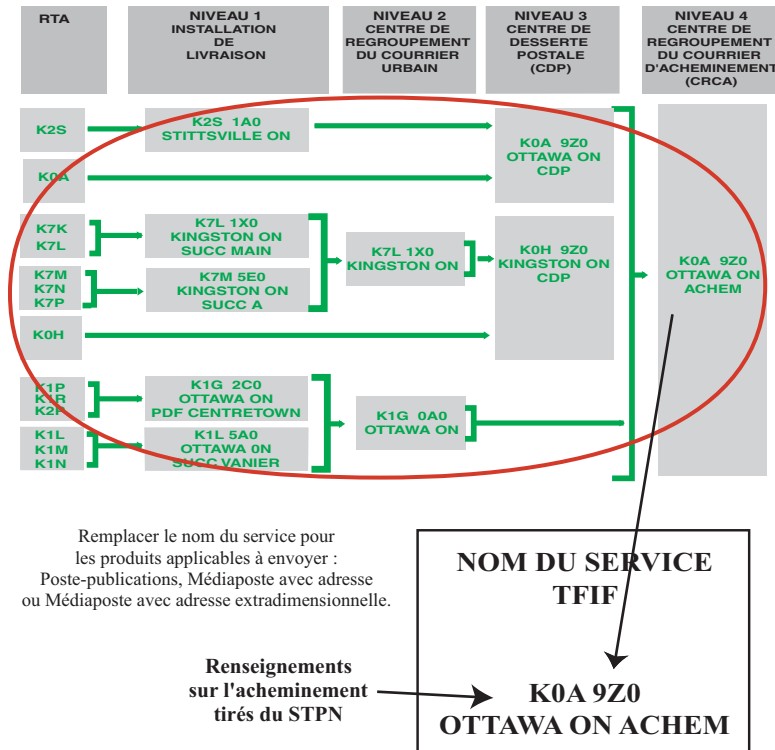 RTA
NIVEAU 1
INSTALLATION
DE
LIVRAISON
NIVEAU 2
CENTRE DE
REGROUPEMENT
DU COURRIER
URBAIN
NIVEAU 3
CENTRE DE
DESSERTE
POSTALE
(CDP)
NIVEAU 4
CENTRE DE
REGROUPEMENT
DU COURRIER
D'ACHEMINEMENT
(CRCA)
K2S
K2S 1A0
STITTSVILLE ON
K0A 9Z0
OTTAWA ON
CDP
K0A
K7K
K7L
K7L 1X0
KINGSTON ON
SUCC MAIN
K7L 1X0
KINGSTON ON
K0H 9Z0
KINGSTON ON
CDP
K0A 9Z0
OTTAWA ON
ACHEM
K7M
K7N
K7P
K7M 5E0
KINGSTON ON
SUCC A
K0H
K1P
K1R
K2P
K1G 2C0
OTTAWA ON
PDF CENTRETOWN
K1G 0A0
OTTAWA ON
K1L
K1M
K1N
K1L 5A0
OTTAWA 0N
SUCC VANIER
Remplacer le nom du service pour
les produits applicables à envoyer :
Poste-publications, Médiaposte avec adresse
ou Médiaposte avec adresse extradimensionnelle.
NOM DU SERVICE
TFIF
Renseignements
sur l'acheminement
tirés du STPN
K0A 9Z0
OTTAWA ON ACHEM